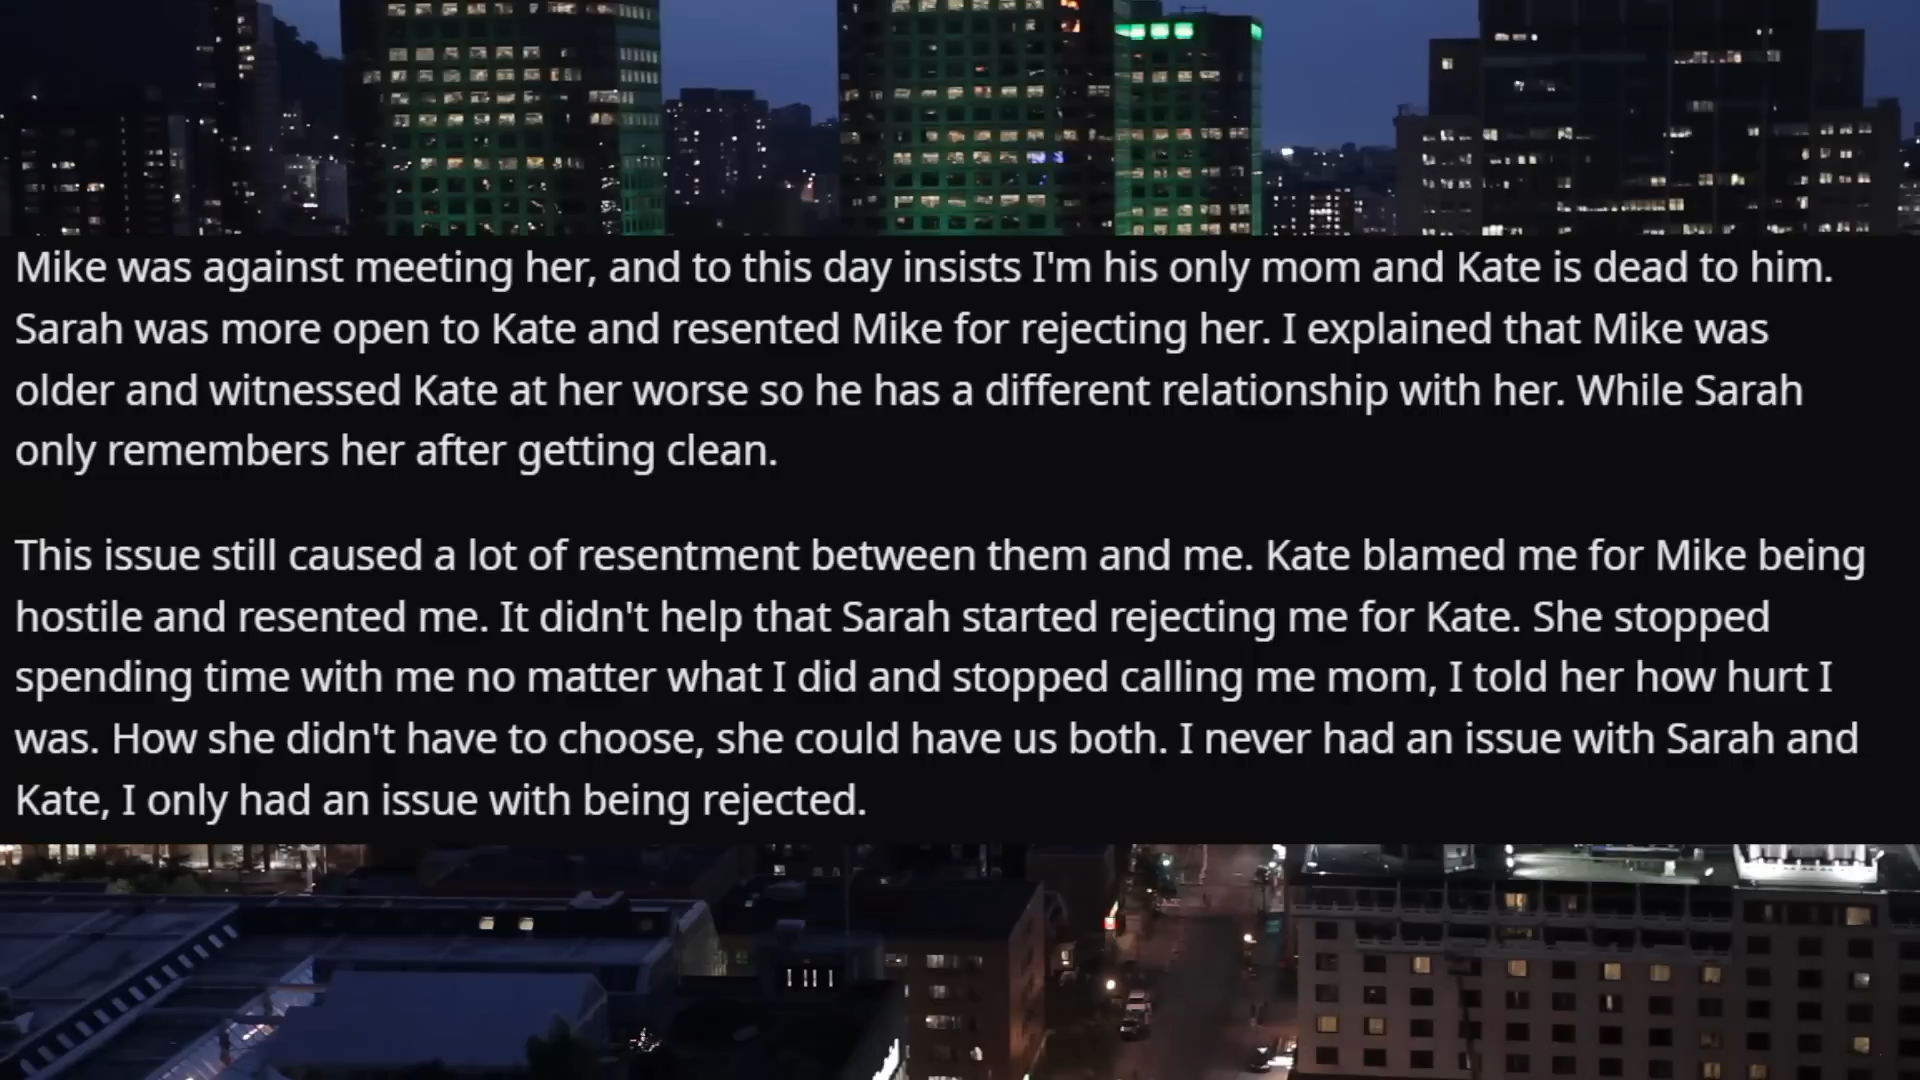 Mike was against meeting her, and to this day insists I'm his only mom and Kate is dead to him.
Sarah was more open to Kate and resented Mike for rejecting her. I explained that Mike was
older and witnessed Kate at her worse so he has a different relationship with her. While Sarah
only remembers her after getting clean.
This issue still caused a lot of resentment between them and me. Kate blamed me for Mike being
hostile and resented me. It didn't help that Sarah started rejecting me for Kate. She stopped
spending time with me no matter what I did and stopped calling me mom, I told her how hurt I
was. How she didn't have to choose, she could have us both. I never had an issue with Sarah and
Kate, I only had an issue with being rejected.